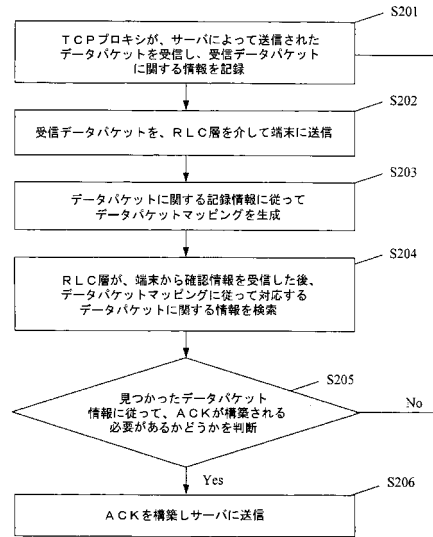 S201
TCPプロキシが、サーバによって送信された
データパケットを受信し、受信データパケット
に関する情報を記録
S202
受信データパケットを、RLC層を介して端末に送信
S203
データパケットに関する記録情報に従って
データパケットマッピングを生成
S204
RLC層が、端末から確認情報を受信した後、
データパケットマッピングに従って対応する
データパケットに関する情報を検索
S205
見つかったデータパケット
情報に従って、ACKが構築される
必要があるかどうかを判断
No
Yes
S206
ACKを構築しサーバに送信